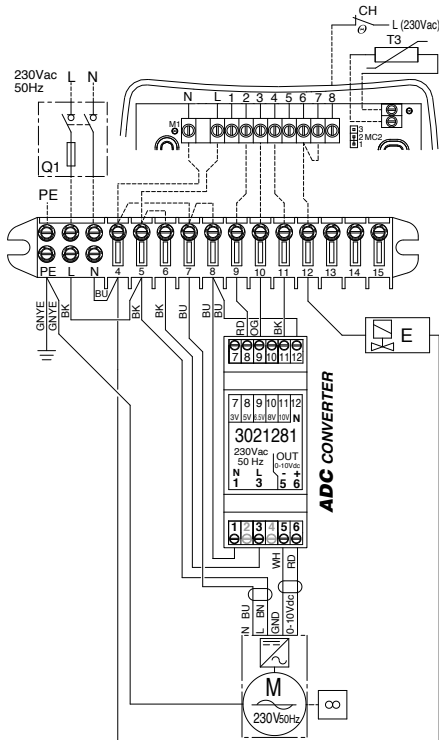 CH
L (230Vac)
T3
230Vac
50Hz
L N
N L 1 2 3 4 5 6 7 8
M1
3
2 MC2
1
Q1
PE
PE L N 4 5 6 7 8 9 10 11 12 13 14 15
BU
GNYE
GNYE
BK
BK
BK
BU
BU
BU
RD
OG
BK
E
7 8 9 10 11 12
7 8 9 10 11 12
3V 5V 6.5V 8V 10V N
3021281
230Vac
50 Hz
OUT
0-10Vdc
N L - +
1 3 5 6
ADC CONVERTER
1 2 3 4 5 6
WH
RD
N BU
L BN
GND
0-10Vdc
M
230V50Hz
8